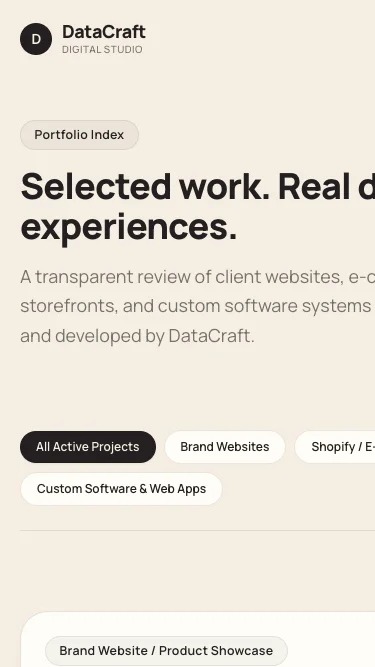 D
DataCraft
DIGITAL STUDIO
Portfolio Index
Selected work. Real d
experiences.
A transparent review of client websites, e-c
storefronts, and custom software systems
and developed by DataCraft.
All Active Projects
Brand Websites
Shopify / E-
Custom Software & Web Apps
Brand Website / Product Showcase